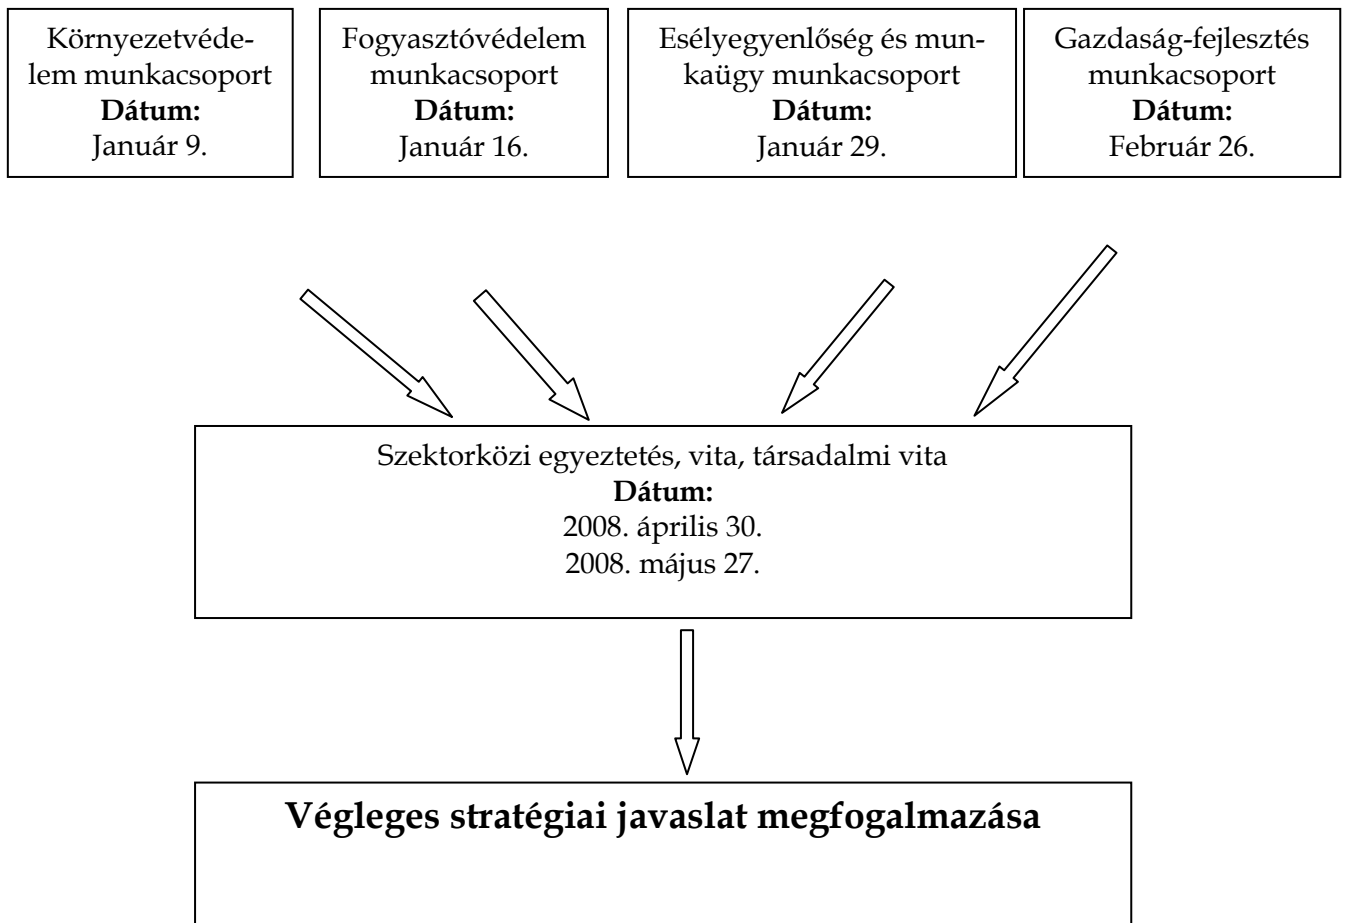 Környezetvéde-
lem munkacsoport
Dátum:
Január 9.
Fogyasztóvédelem
munkacsoport
Dátum:
Január 16.
Esélyegyenlőség és mun-
kaügy munkacsoport
Dátum:
Január 29.
Gazdaság-fejlesztés
munkacsoport
Dátum:
Február 26.
Szektorközi egyeztetés, vita, társadalmi vita
Dátum:
2008. április 30.
2008. május 27.
Végleges stratégiai javaslat megfogalmazása